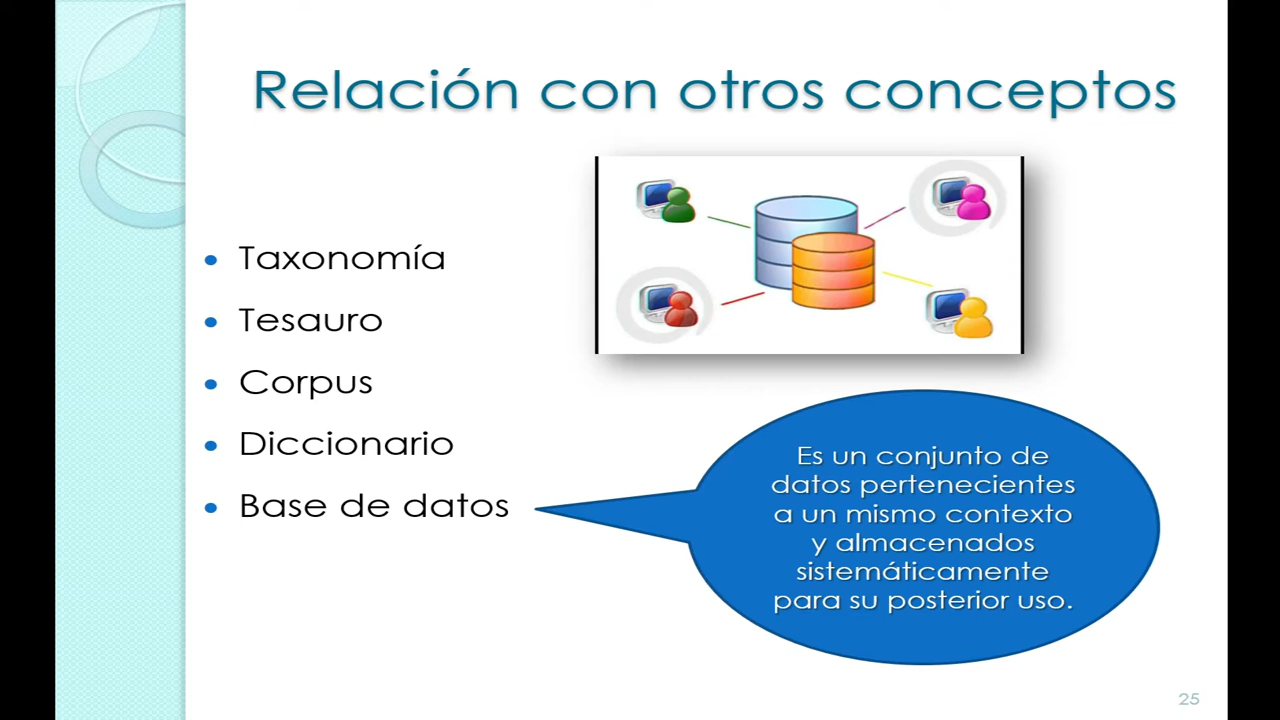 Relación con otros conceptos
• Taxonomía
• Tesauro
• Corpus
• Diccionario
• Base de datos
Es un conjunto de
datos pertenecientes
a un mismo contexto
y almacenados
sistemáticamente
para su posterior uso.
25